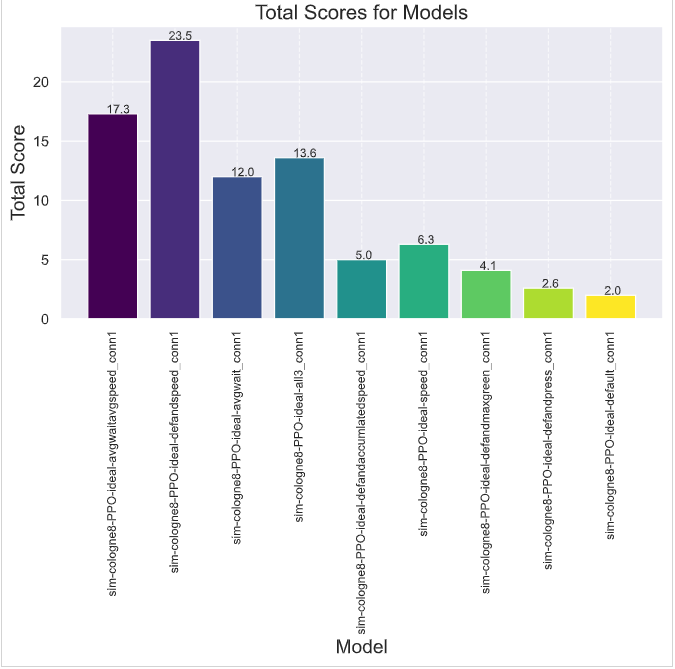 Total Scores for Models
Total Score
20
15
10
5
0
17.3
23.5
12.0
13.6
5.0
6.3
4.1
2.6
2.0
sim-cologne8-PPO-ideal-avgwaitavgspeed_conn1
sim-cologne8-PPO-ideal-defandspeed_conn1
sim-cologne8-PPO-ideal-avgwait_conn1
sim-cologne8-PPO-ideal-all3_conn1
sim-cologne8-PPO-ideal-defandaccumlatedspeed_conn1
sim-cologne8-PPO-ideal-speed_conn1
sim-cologne8-PPO-ideal-defandmaxgreen_conn1
sim-cologne8-PPO-ideal-defandpress_conn1
sim-cologne8-PPO-ideal-default_conn1
Model